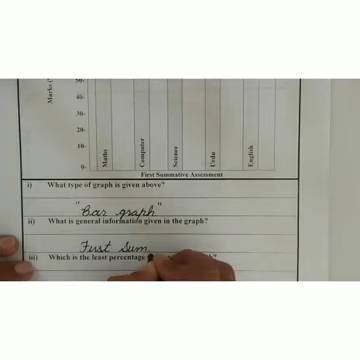 Marks (
50-
40-
30-
20-
10-
0-
Maths
Computer
Science
Urdu
English
First Summative Assessment
i) What type of graph is given above?
"Bar graph"
ii) What is general information given in the graph?
First Sum
iii) Which is the least percentage